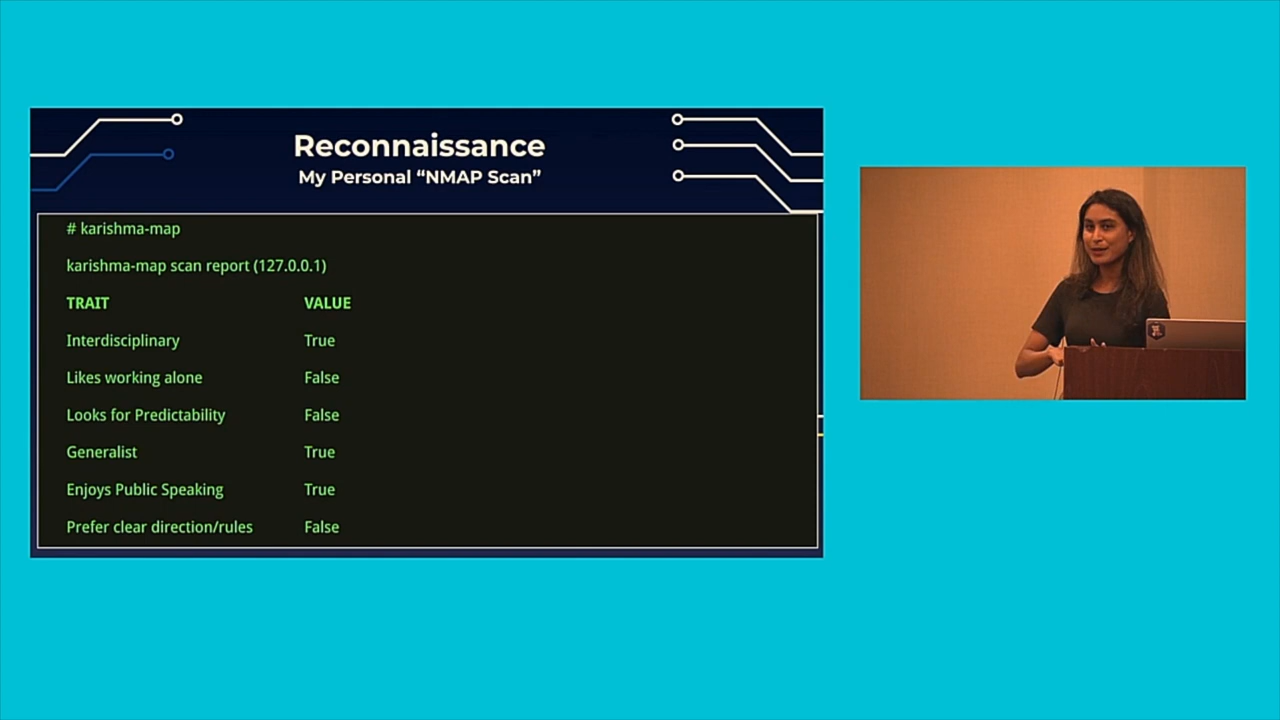 Reconnaissance
My Personal “NMAP Scan”
# karishma-map
karishma-map scan report (127.0.0.1)
TRAIT VALUE
Interdisciplinary True
Likes working alone False
Looks for Predictability False
Generalist True
Enjoys Public Speaking True
Prefer clear direction/rules False